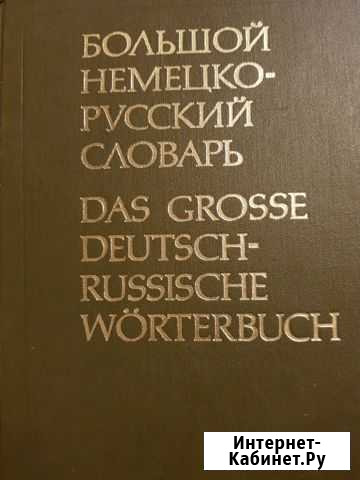 БОЛЬШОЙ
НЕМЕЦКО-
РУССКИЙ
СЛОВАРЬ
DAS GROSSE
DEUTSCH-
RUSSISCHE
WÖRTERBUCH
Интернет-
Кабинет.Ру